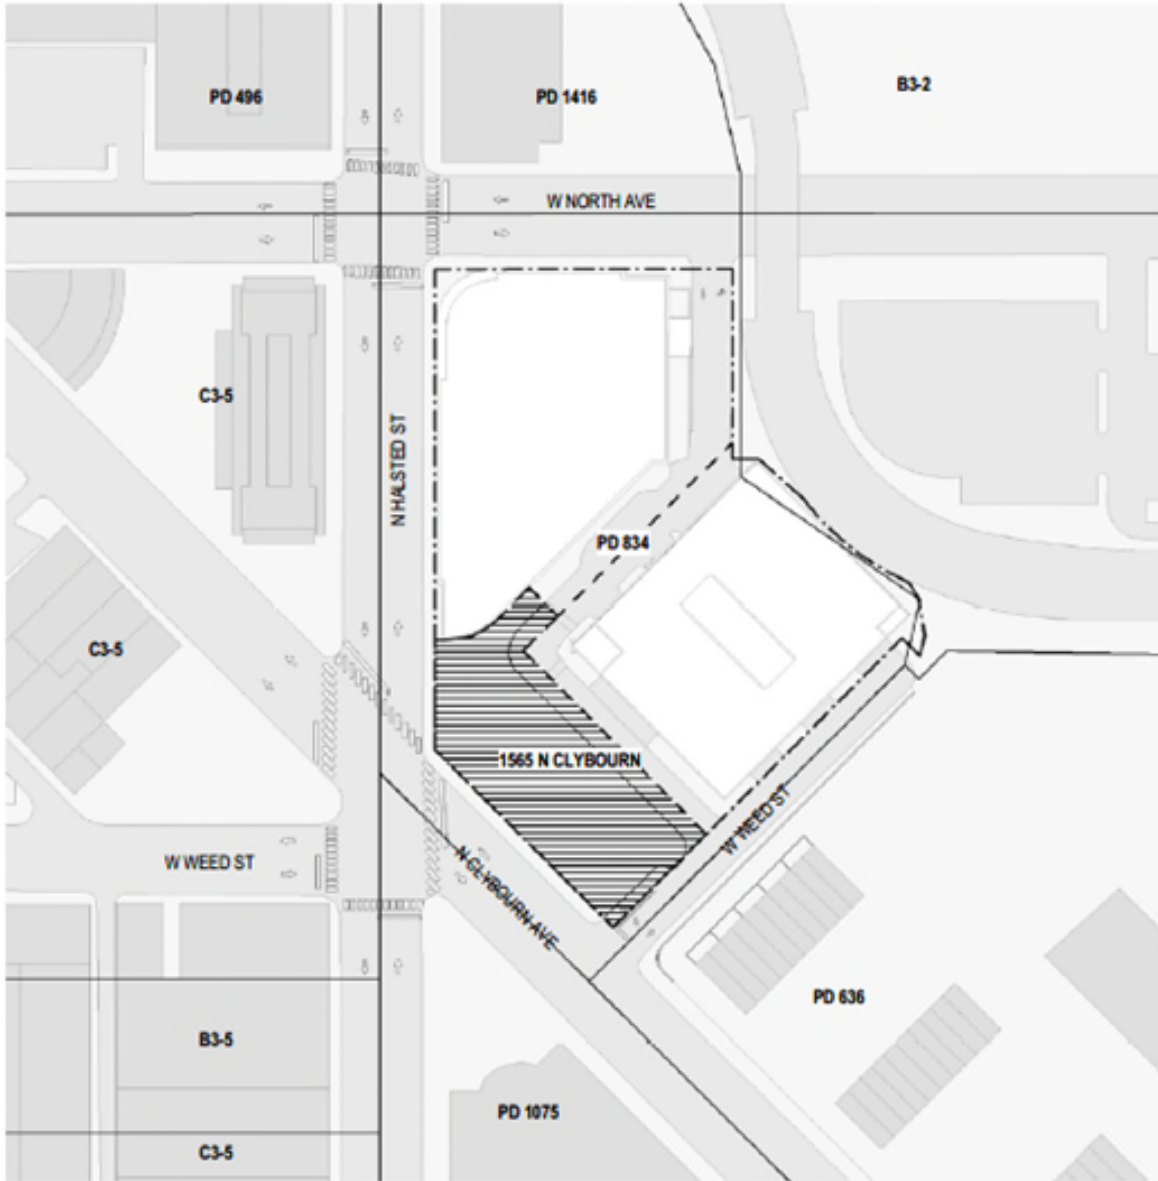 PD 496
PD 1416
B3-2
W NORTH AVE
C3-5
N HALSTED ST
PD 834
C3-5
1565 N CLYBOURN
W WEED ST
W WEED ST
N CLYBOURN AVE
PD 636
B3-5
PD 1075
C3-5